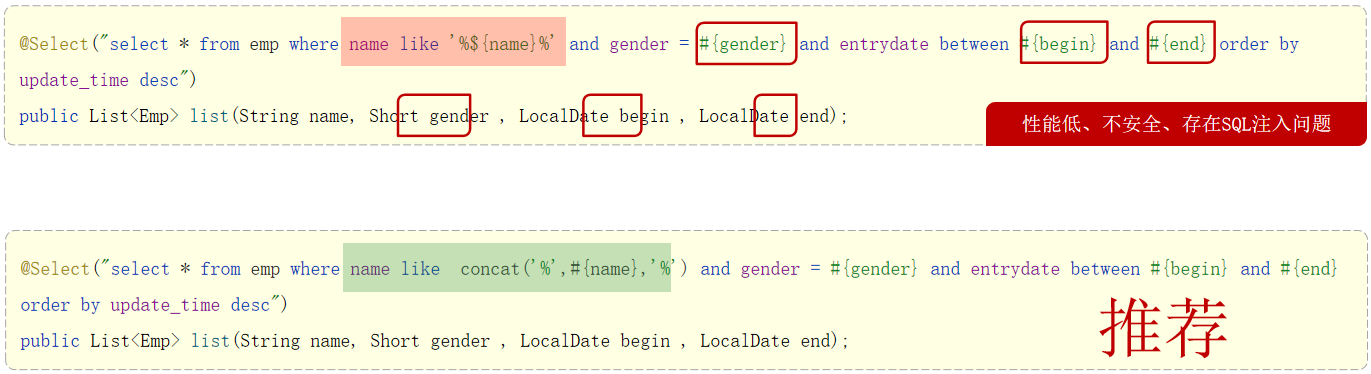 @Select("select * from emp where name like '%${name}%' and gender = #{gender} and entrydate between #{begin} and #{end} order by
update_time desc")
public List<Emp> list(String name, Short gender , LocalDate begin , LocalDate end);
性能低、不安全、存在SQL注入问题
@Select("select * from emp where name like  concat('%',#{name},'%') and gender = #{gender} and entrydate between #{begin} and #{end}
order by update_time desc")
public List<Emp> list(String name, Short gender , LocalDate begin , LocalDate end);
推荐